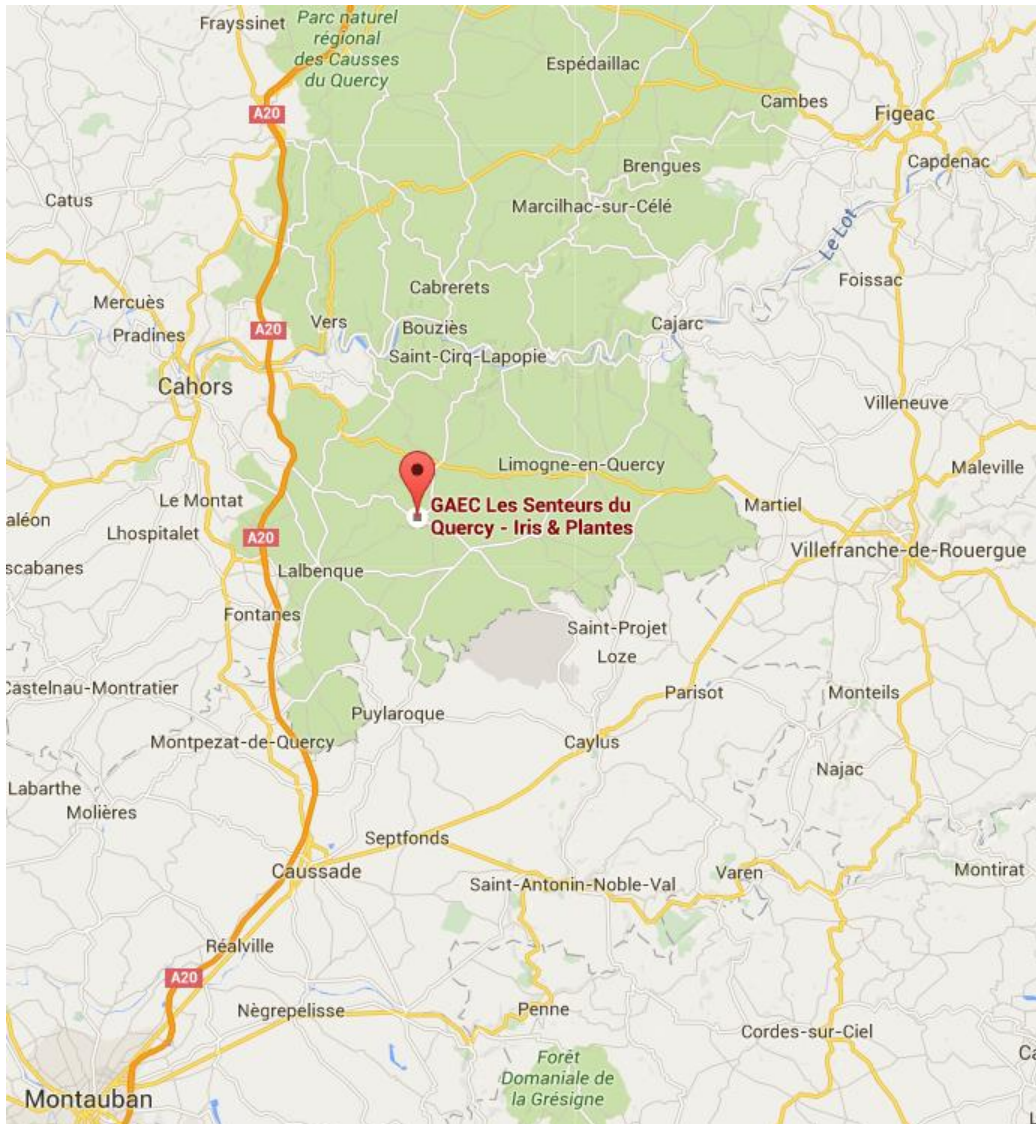 Frayssinet
Parc naturel
régional
des Causses
du Quercy
Espédaillac
Cambes
Figeac
A20
Brengues
Capdenac
Catus
Marcilhac-sur-Célé
Le Lot
Foissac
Cabrerets
Mercuès
Vers
Bouziès
Cajarc
Pradines
A20
Saint-Cirq-Lapopie
Cahors
Villeneuve
Limogne-en-Quercy
Maleville
Le Montat
GAEC Les Senteurs du
Quercy - Iris & Plantes
Martiel
aléon
Lhospitalet
A20
Villefranche-de-Rouergue
scabanes
Lalbenque
Fontanes
Saint-Projet
Loze
Castelnau-Montratier
Parisot
Monteils
Puylaroque
Montpezat-de-Quercy
Caylus
Najac
Labarthe
Molières
Septfonds
Caussade
Saint-Antonin-Noble-Val
Varen
Montirat
Réalville
A20
Nègrepelisse
Penne
Cordes-sur-Ciel
Forêt
Domaniale de
la Grésigne
Ca
Montauban
L